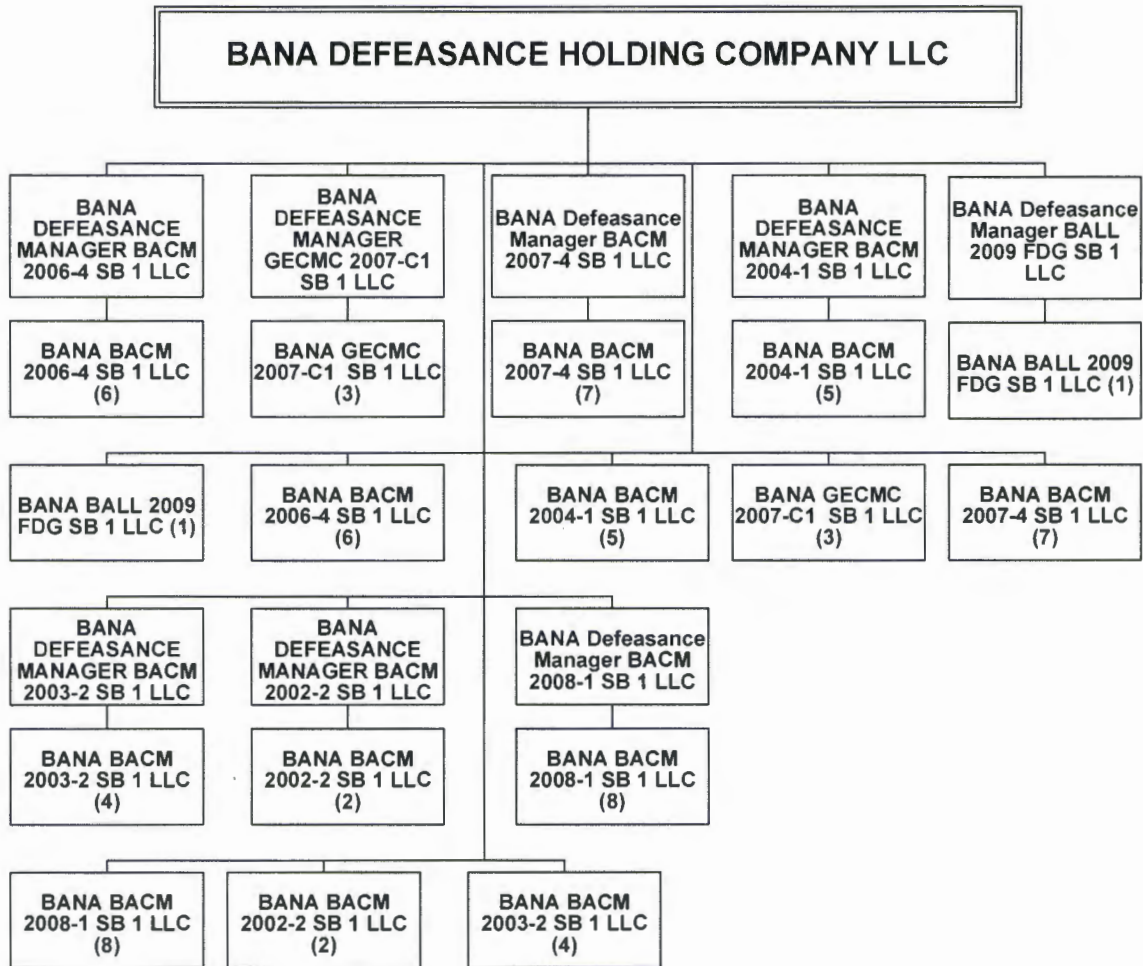 BANA DEFEASANCE HOLDING COMPANY LLC
BANA
DEFEASANCE
MANAGER BACM
2006-4 SB 1 LLC
BANA
DEFEASANCE
MANAGER
GECMC 2007-C1
SB 1 LLC
BANA Defeasance
Manager BACM
2007-4 SB 1 LLC
BANA
DEFEASANCE
MANAGER BACM
2004-1 SB 1 LLC
BANA Defeasance
Manager BALL
2009 FDG SB 1
LLC
BANA BACM
2006-4 SB 1 LLC
(6)
BANA GECMC
2007-C1 SB 1 LLC
(3)
BANA BACM
2007-4 SB 1 LLC
(7)
BANA BACM
2004-1 SB 1 LLC
(5)
BANA BALL 2009
FDG SB 1 LLC (1)
BANA BALL 2009
FDG SB 1 LLC (1)
BANA BACM
2006-4 SB 1 LLC
(6)
BANA BACM
2004-1 SB 1 LLC
(5)
BANA GECMC
2007-C1 SB 1 LLC
(3)
BANA BACM
2007-4 SB 1 LLC
(7)
BANA
DEFEASANCE
MANAGER BACM
2003-2 SB 1 LLC
BANA
DEFEASANCE
MANAGER BACM
2002-2 SB 1 LLC
BANA Defeasance
Manager BACM
2008-1 SB 1 LLC
BANA BACM
2003-2 SB 1 LLC
(4)
BANA BACM
2002-2 SB 1 LLC
(2)
BANA BACM
2008-1 SB 1 LLC
(8)
BANA BACM
2008-1 SB 1 LLC
(8)
BANA BACM
2002-2 SB 1 LLC
(2)
BANA BACM
2003-2 SB 1 LLC
(4)